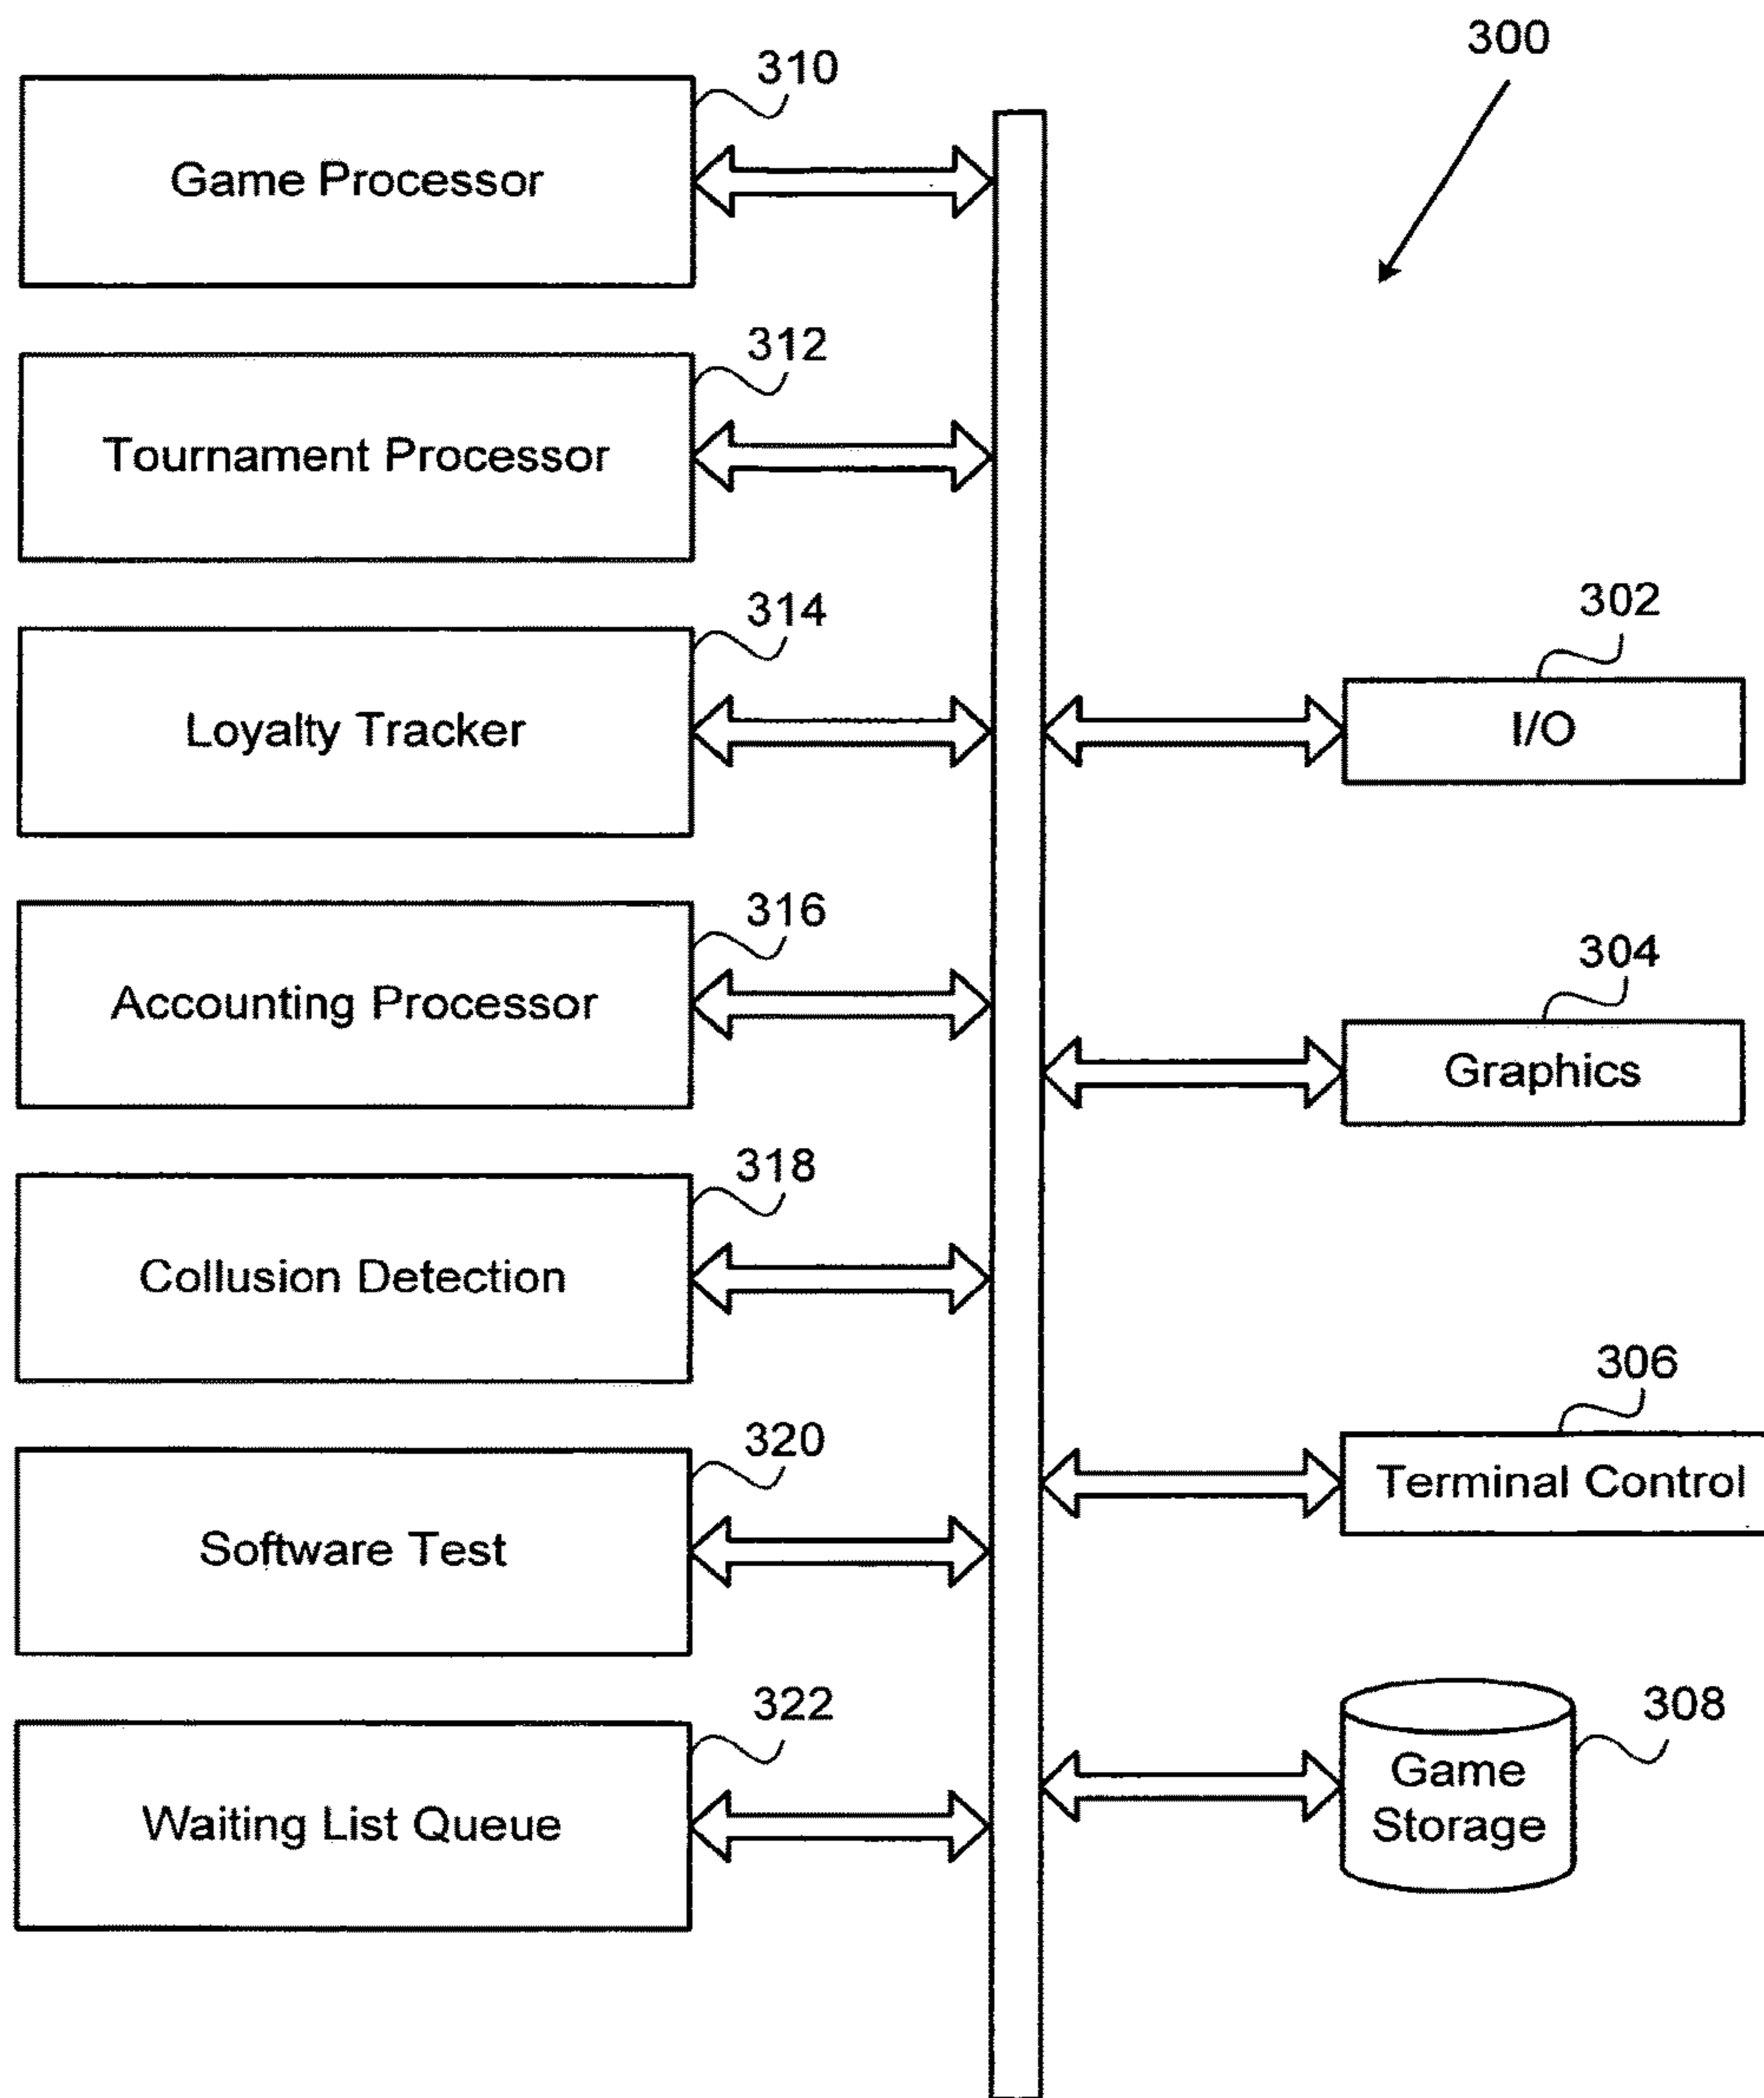 300
310
Game Processor
312
Tournament Processor
314
Loyalty Tracker
302
I/O
316
Accounting Processor
304
Graphics
318
Collusion Detection
306
Terminal Control
320
Software Test
322
Waiting List Queue
308
Game
Storage